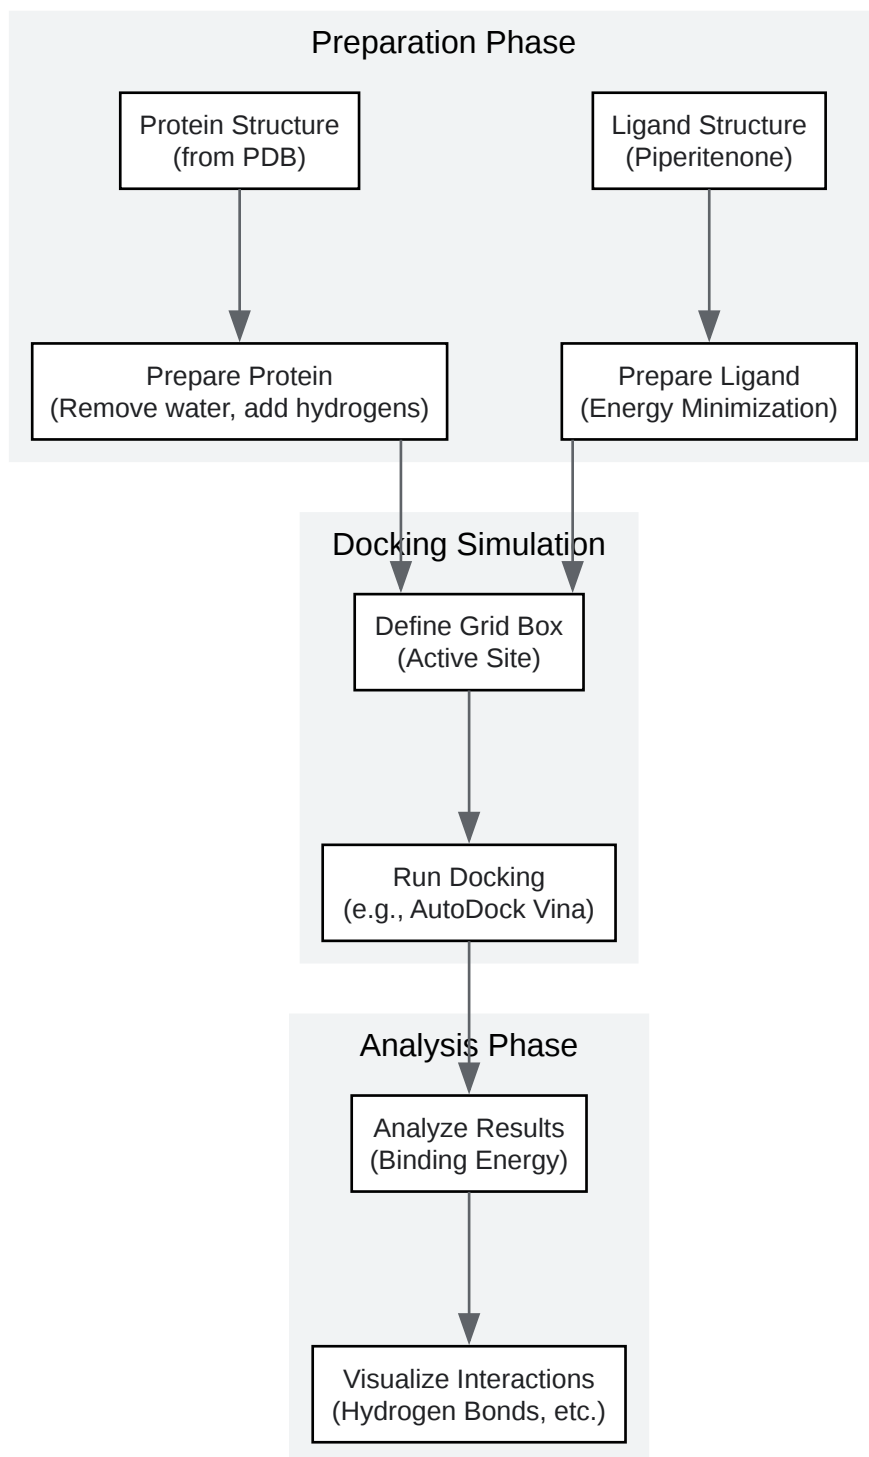 Preparation Phase
Protein Structure
(from PDB)
Ligand Structure
(Piperitenone)
Prepare Protein
(Remove water, add hydrogens)
Prepare Ligand
(Energy Minimization)
Docking Simulation
Define Grid Box
(Active Site)
Run Docking
(e.g., AutoDock Vina)
Analysis Phase
Analyze Results
(Binding Energy)
Visualize Interactions
(Hydrogen Bonds, etc.)